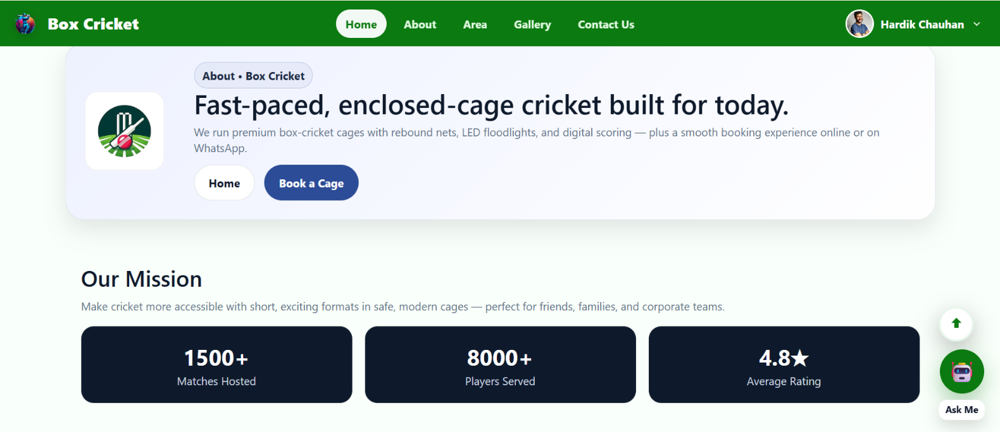 Box Cricket
Home
About
Area
Gallery
Contact Us
Hardik Chauhan
About • Box Cricket
Fast-paced, enclosed-cage cricket built for today.
We run premium box-cricket cages with rebound nets, LED floodlights, and digital scoring — plus a smooth booking experience online or on
WhatsApp.
Home
Book a Cage
Our Mission
Make cricket more accessible with short, exciting formats in safe, modern cages — perfect for friends, families, and corporate teams.
1500+
Matches Hosted
8000+
Players Served
4.8★
Average Rating
Ask Me